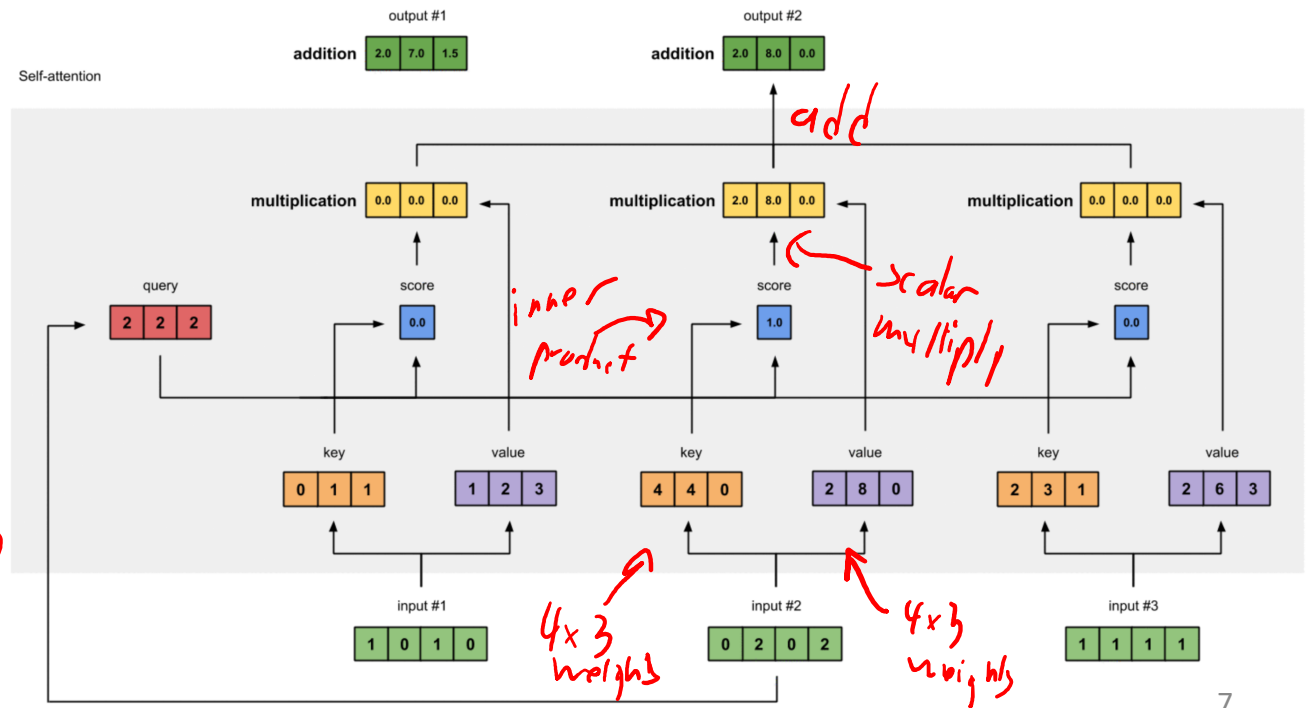 output #1
output #2
addition 2.0 7.0 1.5
addition 2.0 8.0 0.0
Self-attention
add
multiplication 0.0 0.0 0.0
multiplication 2.0 8.0 0.0
multiplication 0.0 0.0 0.0
query
score
score
score
2 2 2
0.0
1.0
0.0
inner
product
scalar
multiply
key
value
key
value
key
value
0 1 1
1 2 3
4 4 0
2 8 0
2 3 1
2 6 3
input #1
input #2
input #3
1 0 1 0
0 2 0 2
1 1 1 1
4x3
weights
4x3
weights
7